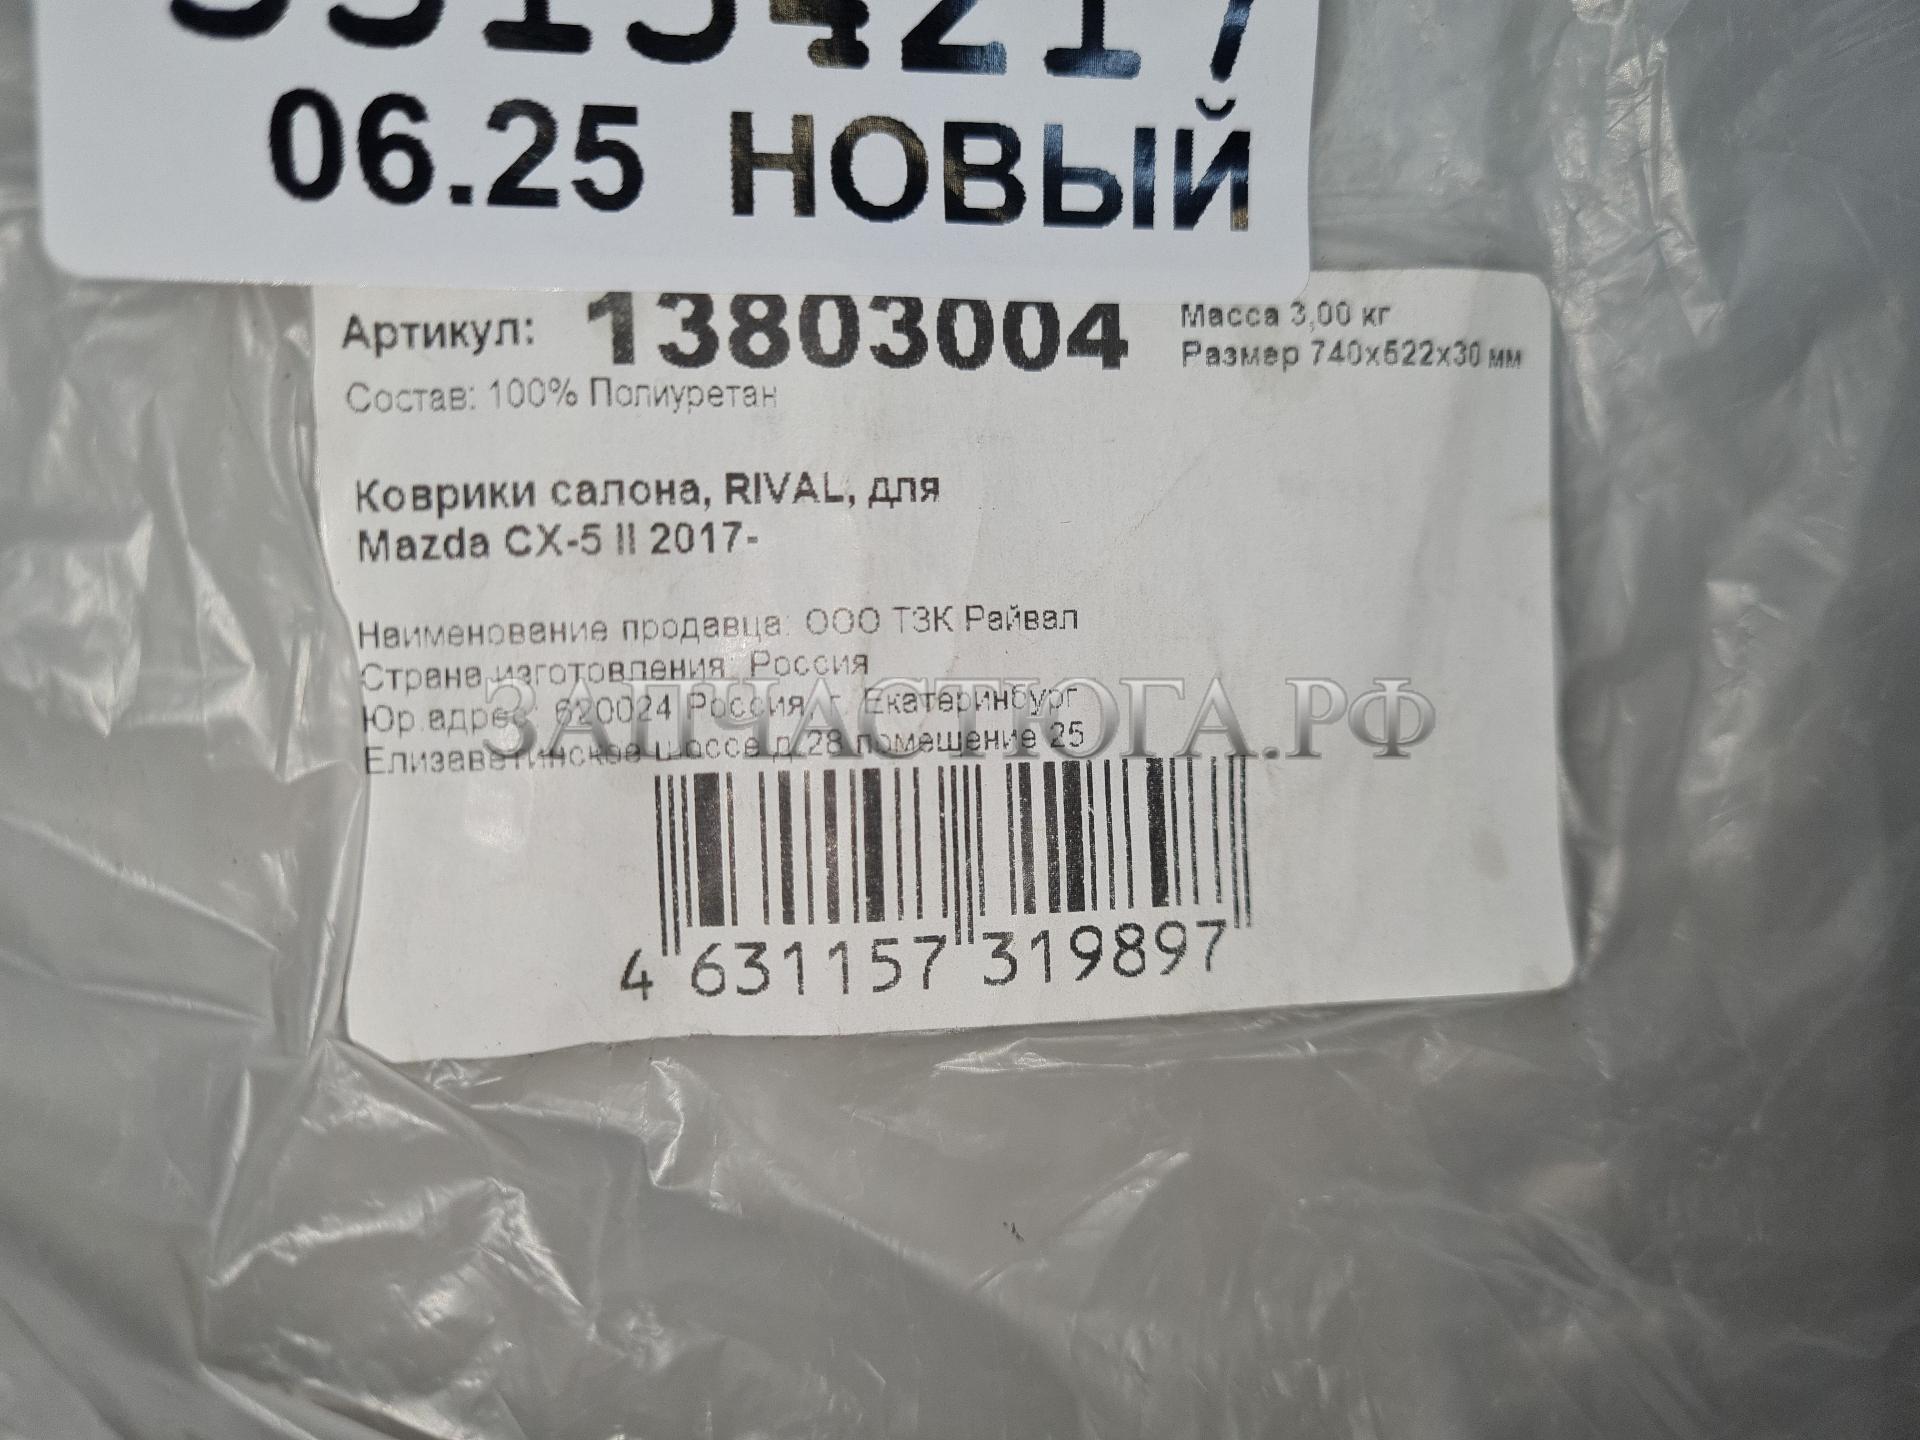 06.25 НОВЫЙ
Артикул: 13803004
Масса 3,00 кг
Размер 740х622х30 мм
Состав: 100% Полиуретан
Коврики салона, RIVAL, для
Mazda CX-5 II 2017-
Наименование продавца: ООО ТЗК Райвал
Страна изготовления: Россия
Юр.адрес: 620024 Россия, г. Екатеринбург
Елизаветинское шоссе д.28 помещение 25
ЗАПЧАСТЮГА.РФ
4 631157 319897